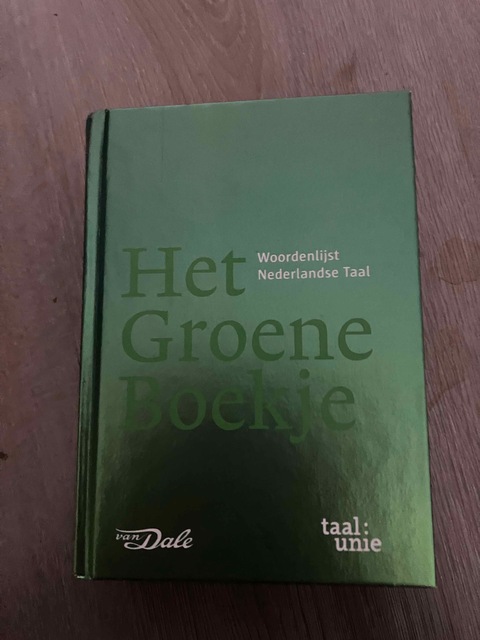 Het
Woordenlijst
Nederlandse Taal
Groene
Boekje
van Dale
taal:
unie